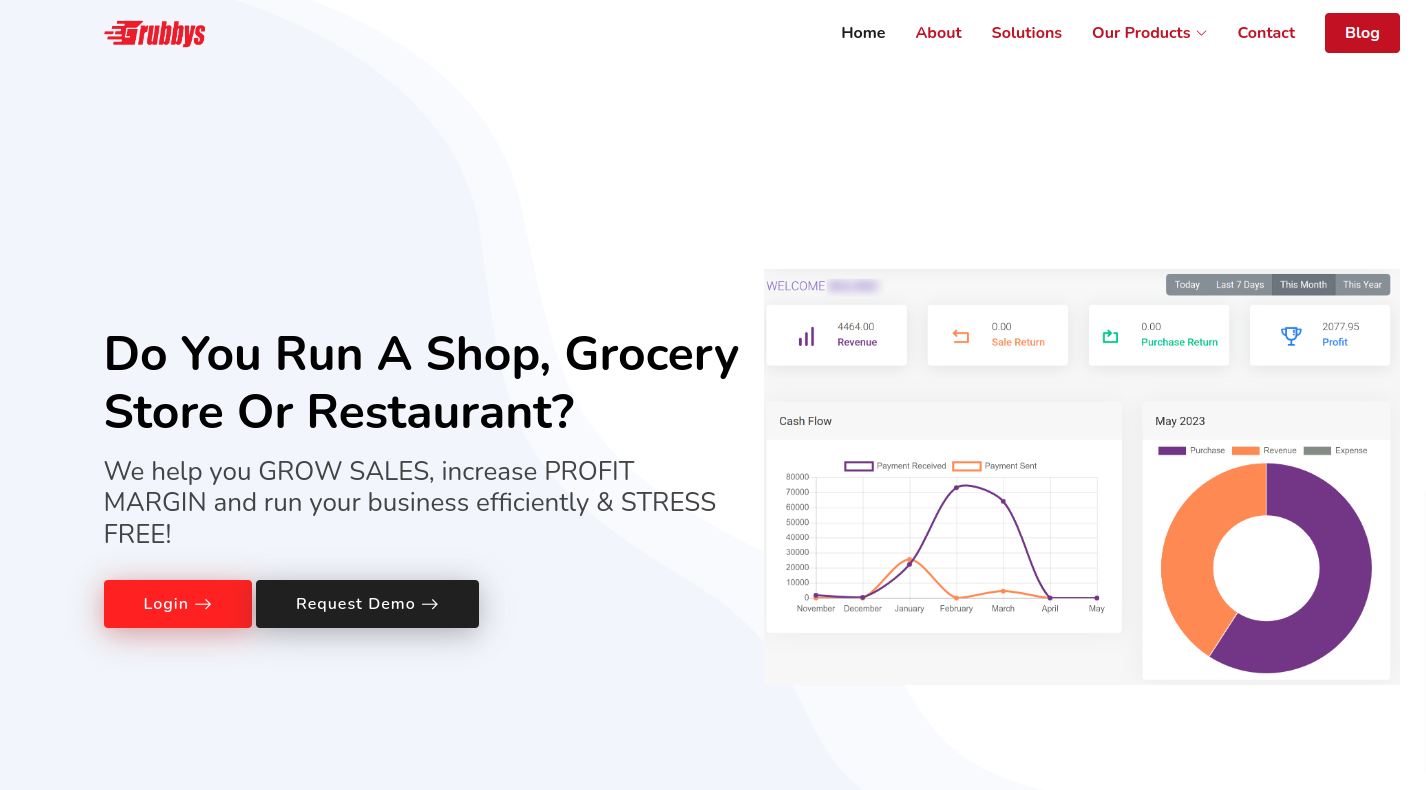 Grubbys
Home About Solutions Our Products Contact Blog
Do You Run A Shop, Grocery
Store Or Restaurant?
We help you GROW SALES, increase PROFIT
MARGIN and run your business efficiently & STRESS
FREE!
Login → Request Demo →
WELCOME
Today Last 7 Days This Month This Year
4464.00
Revenue
0.00
Sale Return
0.00
Purchase Return
2077.95
Profit
Cash Flow
Payment Received Payment Sent
80000
70000
60000
50000
40000
30000
20000
10000
0
November December January February March April May
May 2023
Purchase Revenue Expense